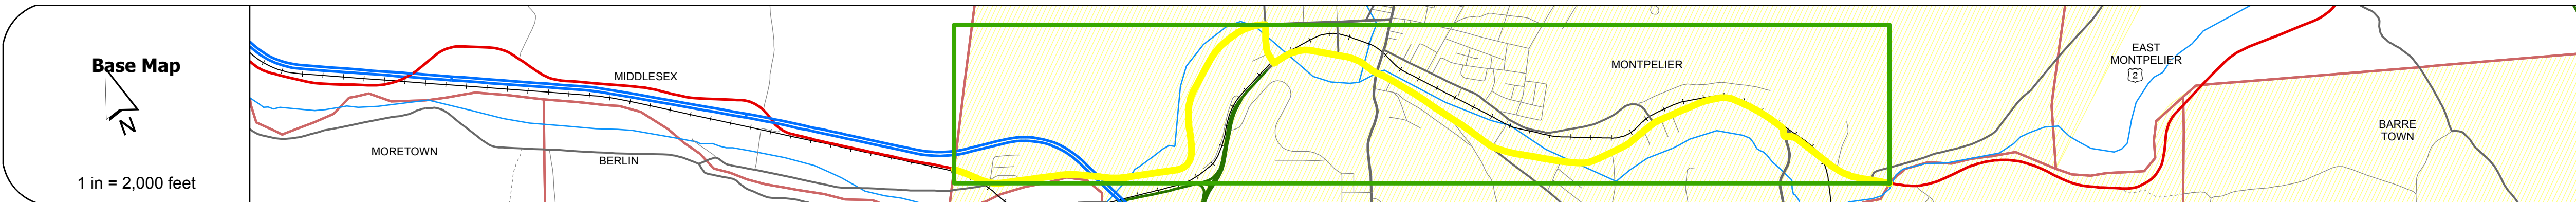 Base Map
N
1 in = 2,000 feet
MORETOWN
BERLIN
MIDDLESEX
MONTPELIER
EAST
MONTPELIER
2
BARRE
TOWN